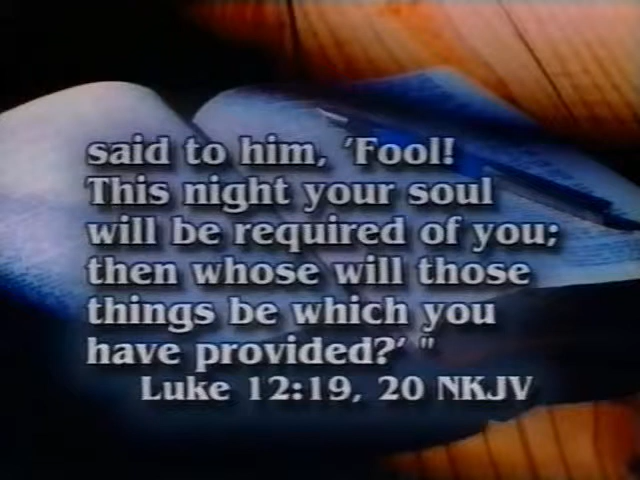 said to him, 'Fool!
This night your soul
will be required of you;
then whose will those
things be which you
have provided?' "
Luke 12:19, 20 NKJV